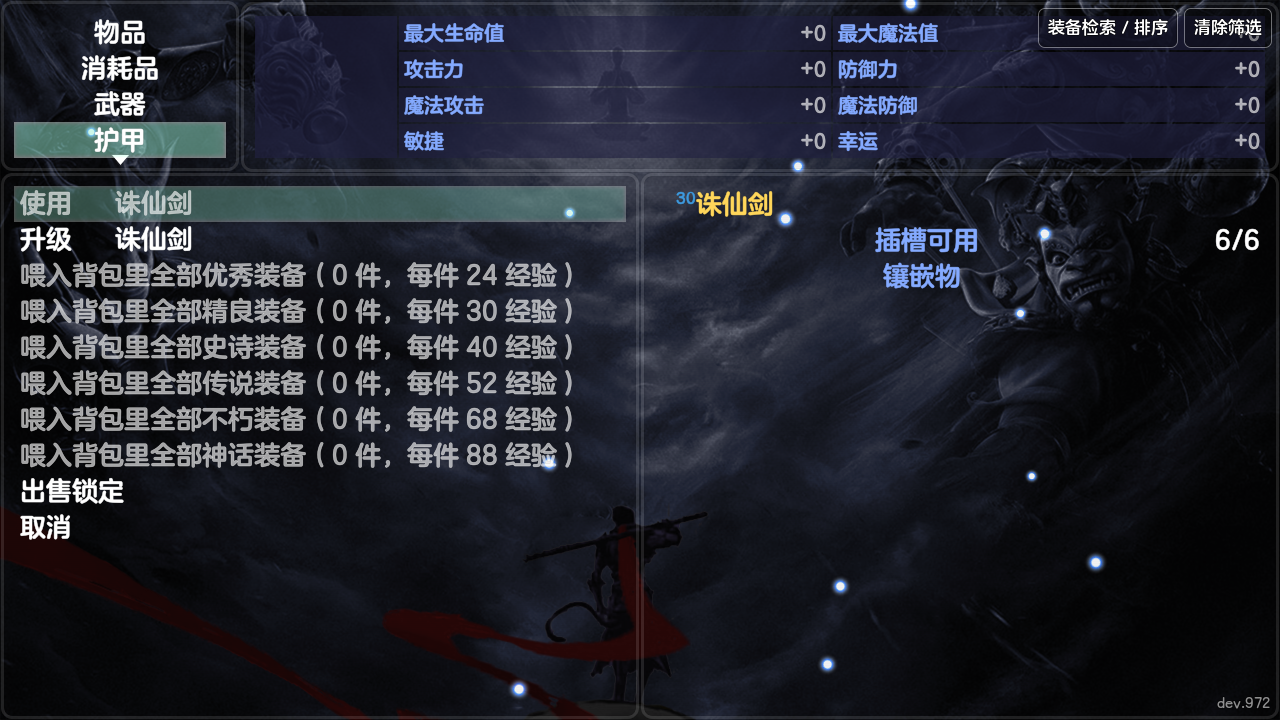 物品
消耗品
武器
护甲
最大生命值 +0 最大魔法值
攻击力 +0 防御力 +0
魔法攻击 +0 魔法防御 +0
敏捷 +0 幸运 +0
装备检索 / 排序 清除筛选
使用 诛仙剑
升级 诛仙剑
喂入背包里全部优秀装备（0 件，每件 24 经验）
喂入背包里全部精良装备（0 件，每件 30 经验）
喂入背包里全部史诗装备（0 件，每件 40 经验）
喂入背包里全部传说装备（0 件，每件 52 经验）
喂入背包里全部不朽装备（0 件，每件 68 经验）
喂入背包里全部神话装备（0 件，每件 88 经验）
出售锁定
取消
30诛仙剑
插槽可用 6/6
镶嵌物
dev.972